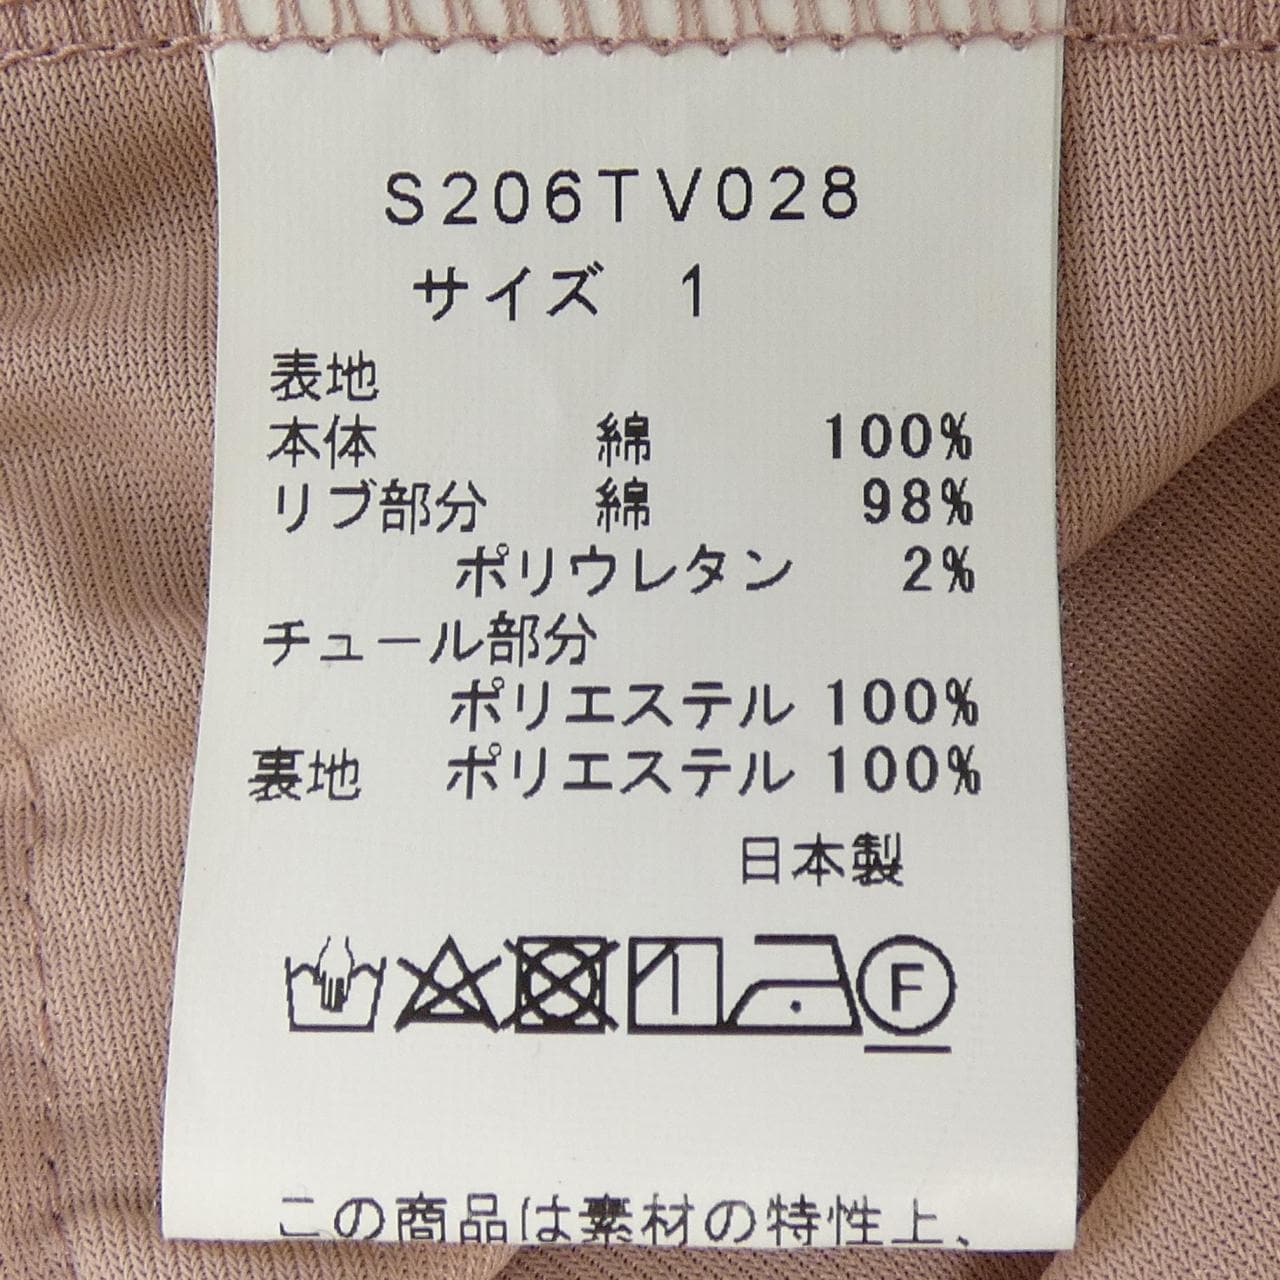 S206TV028
サイズ 1
表地
本体 綿 100%
リブ部分 綿 98%
ポリウレタン 2%
チュール部分
ポリエステル 100%
裏地 ポリエステル 100%
日本製
F
この商品は素材の特性上、